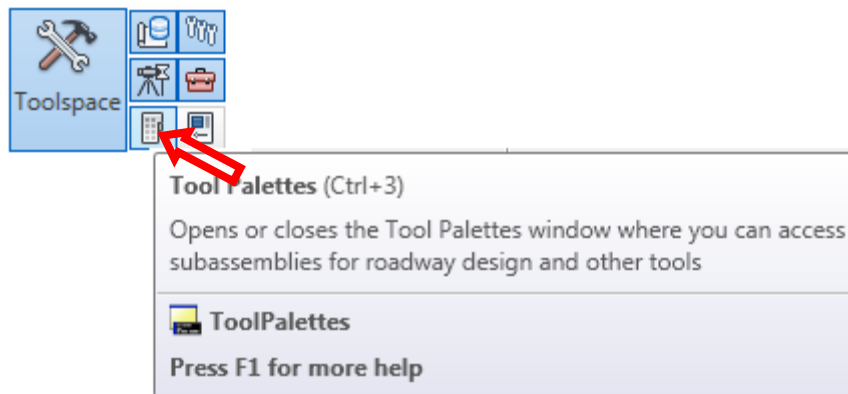 Toolspace
Tool Palettes (Ctrl+3)
Opens or closes the Tool Palettes window where you can access
subassemblies for roadway design and other tools
ToolPalettes
Press F1 for more help